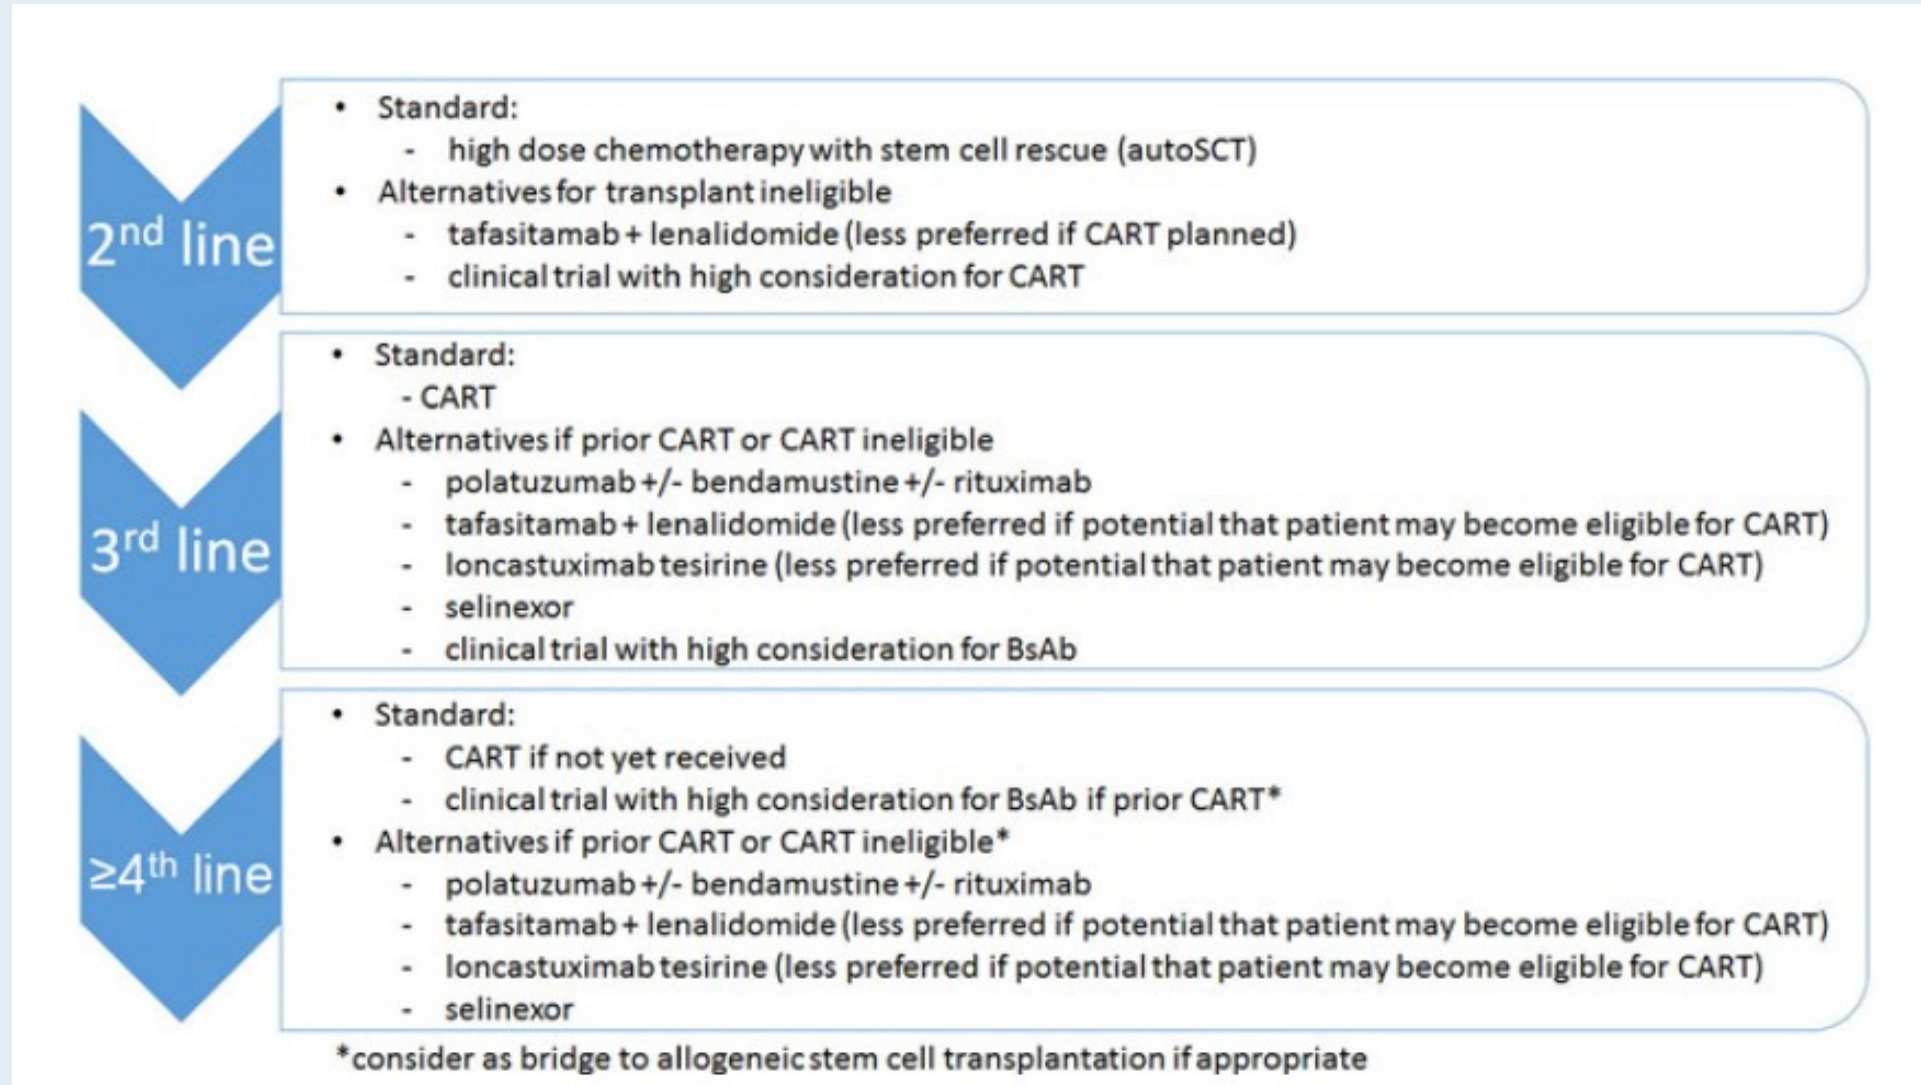 2nd line
• Standard:
- high dose chemotherapy with stem cell rescue (autoSCT)
• Alternatives for transplant ineligible
- tafasitamab + lenalidomide (less preferred if CART planned)
- clinical trial with high consideration for CART
3rd line
• Standard:
- CART
• Alternatives if prior CART or CART ineligible
- polatuzumab +/- bendamustine +/- rituximab
- tafasitamab + lenalidomide (less preferred if potential that patient may become eligible for CART)
- loncastuximab tesirine (less preferred if potential that patient may become eligible for CART)
- selinexor
- clinical trial with high consideration for BsAb
≥4th line
• Standard:
- CART if not yet received
- clinical trial with high consideration for BsAb if prior CART*
• Alternatives if prior CART or CART ineligible*
- polatuzumab +/- bendamustine +/- rituximab
- tafasitamab + lenalidomide (less preferred if potential that patient may become eligible for CART)
- loncastuximab tesirine (less preferred if potential that patient may become eligible for CART)
- selinexor
*consider as bridge to allogeneic stem cell transplantation if appropriate